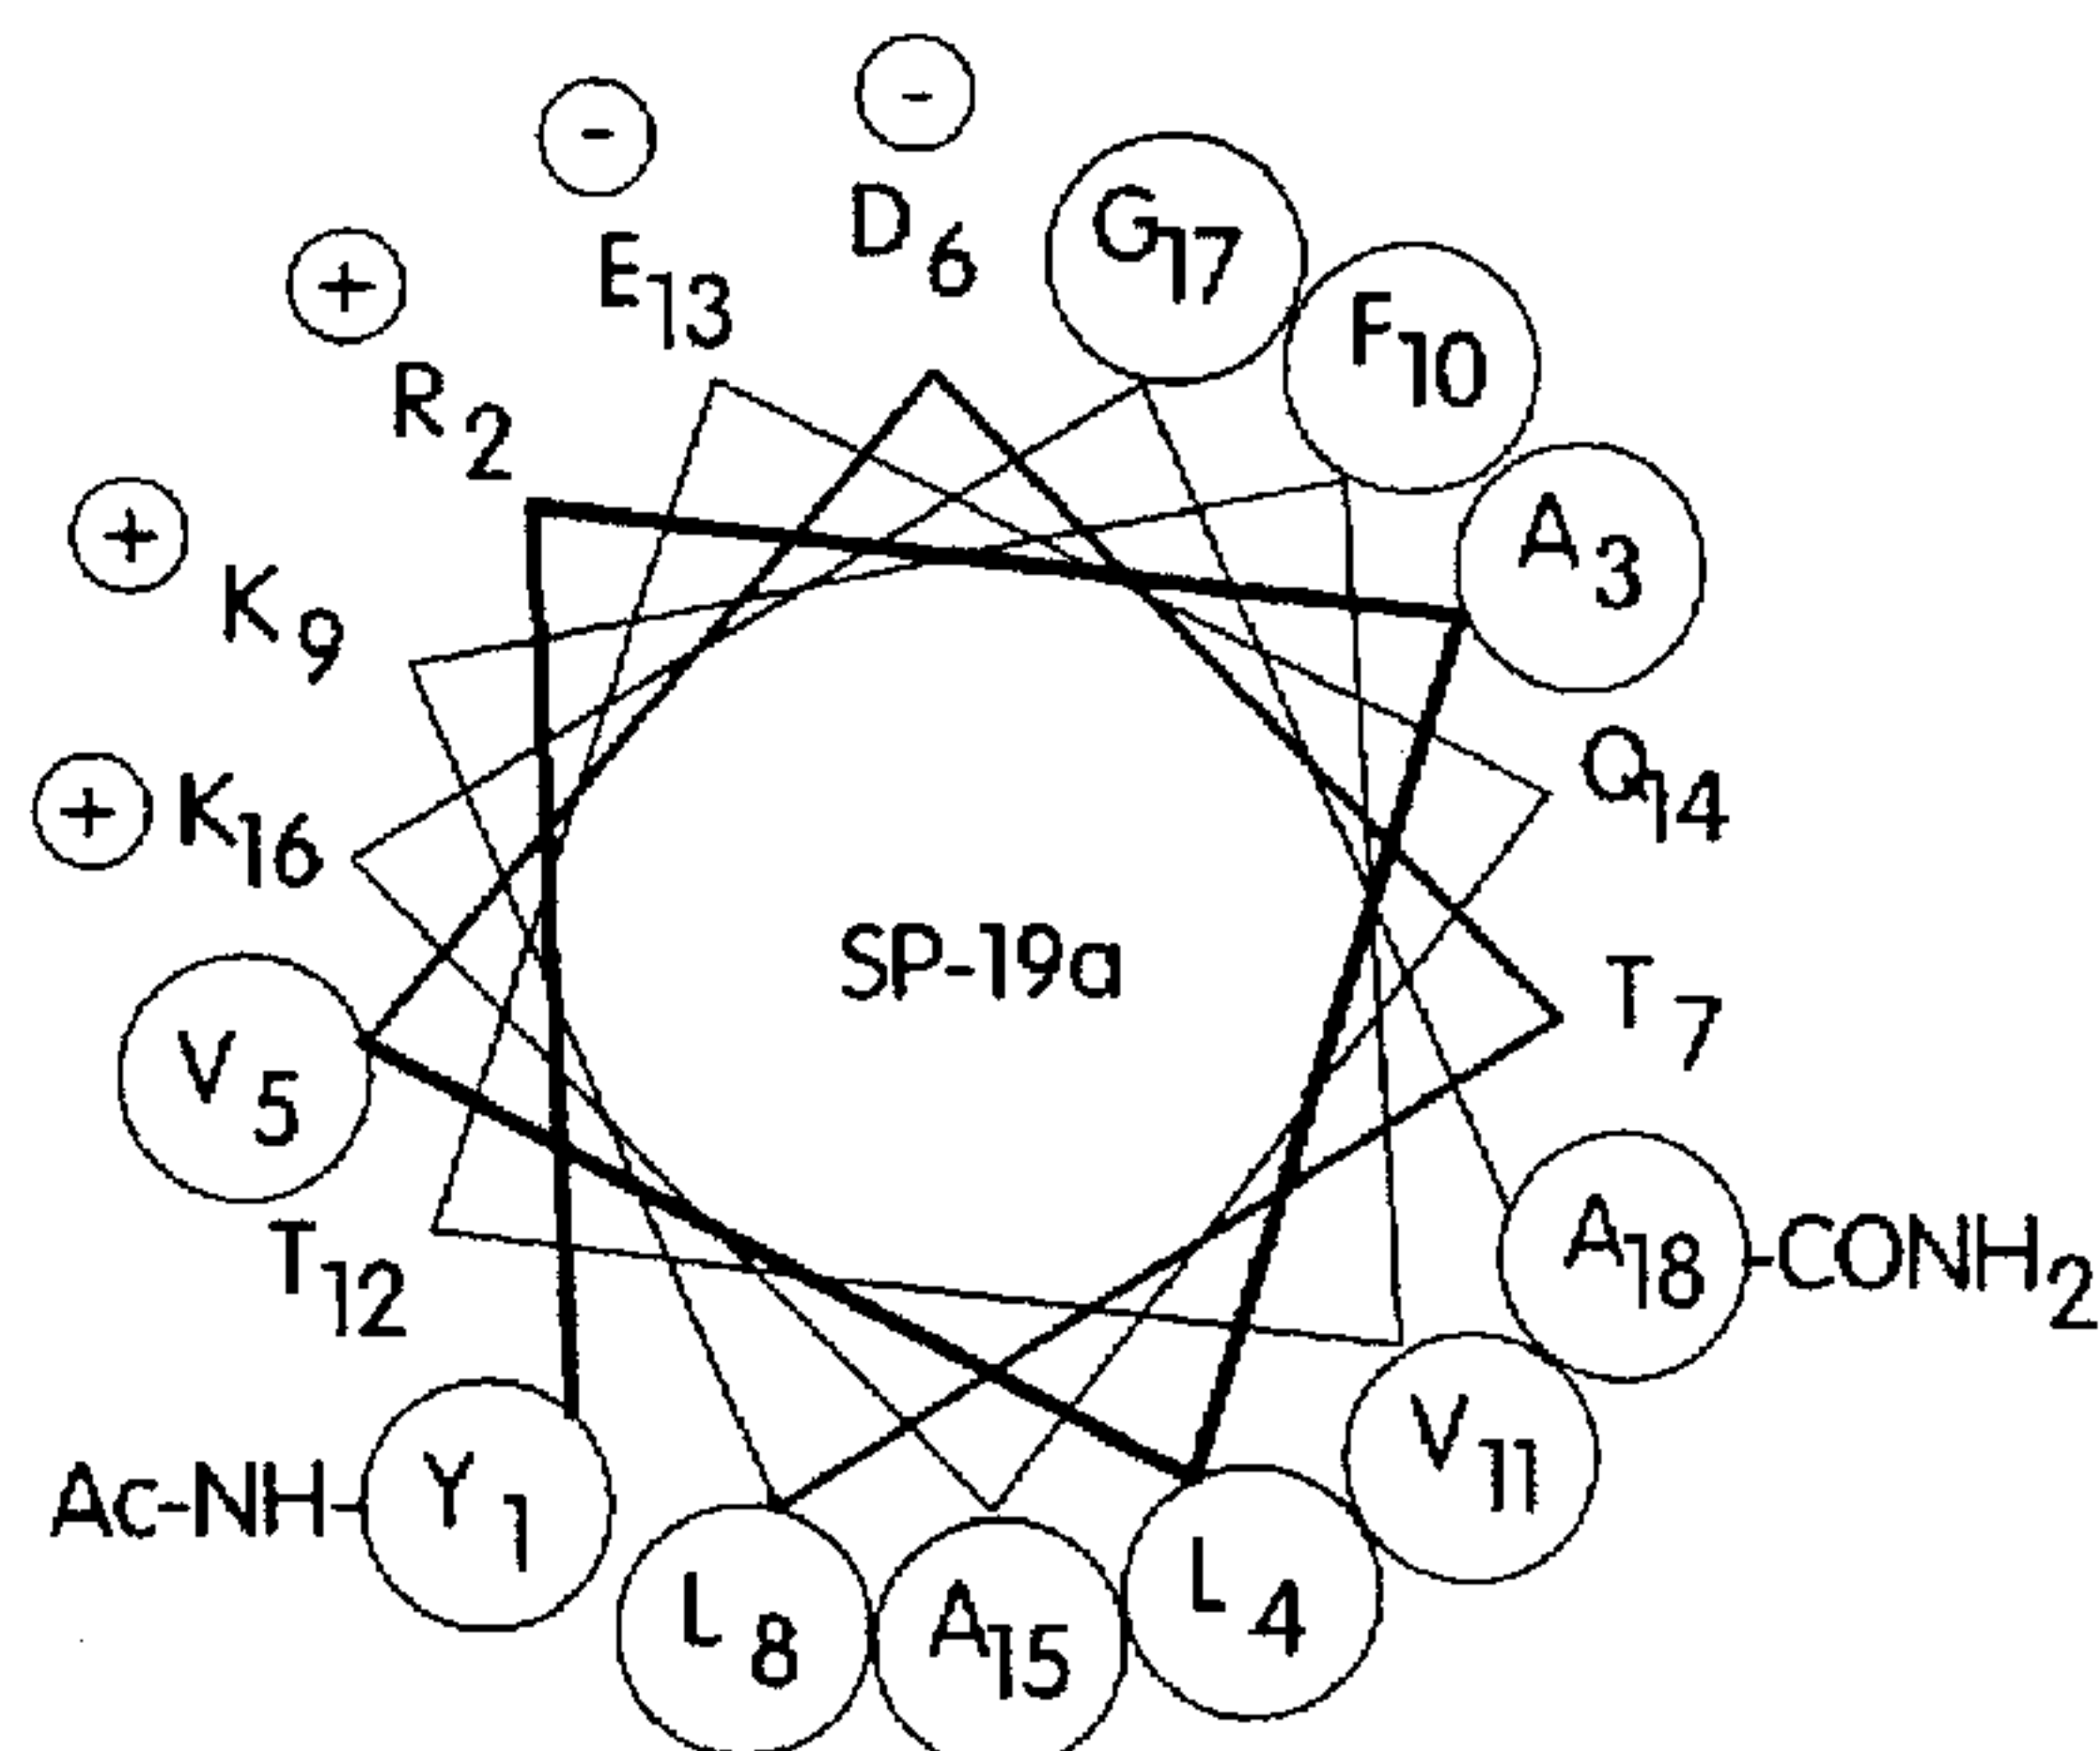 -
-
D6
G17
E13
+
F10
R2
A3
+
K9
Q14
+
K16
SP-19a
T7
V5
A18-CONH2
T12
V11
Ac-NH-Y1
L4
L8
A15